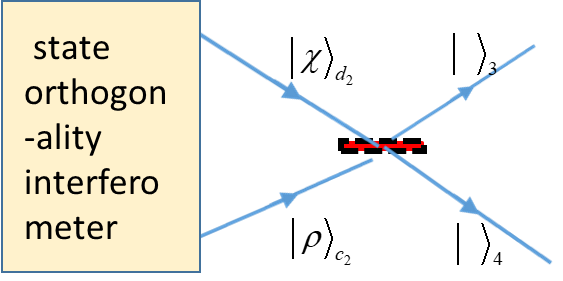 state
orthogon
-ality
interfero
meter
|χ⟩d₂
|ρ⟩c₂
| ⟩₃
| ⟩₄